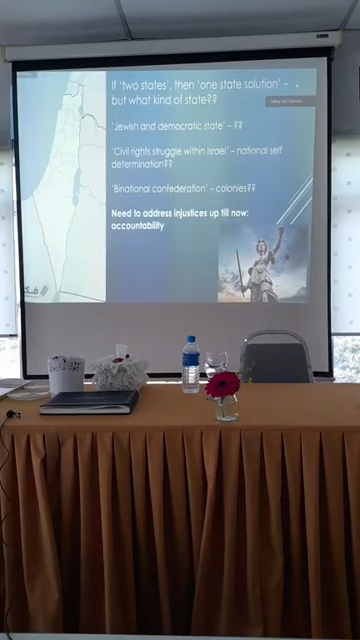 If ‘two states’, then ‘one state solution’ –
but what kind of state??
‘Jewish and democratic state’ – ??
‘Civil rights struggle within Israel’ – national self
determination??
‘Binational confederation’ – colonies??
Need to address injustices up till now:
accountability